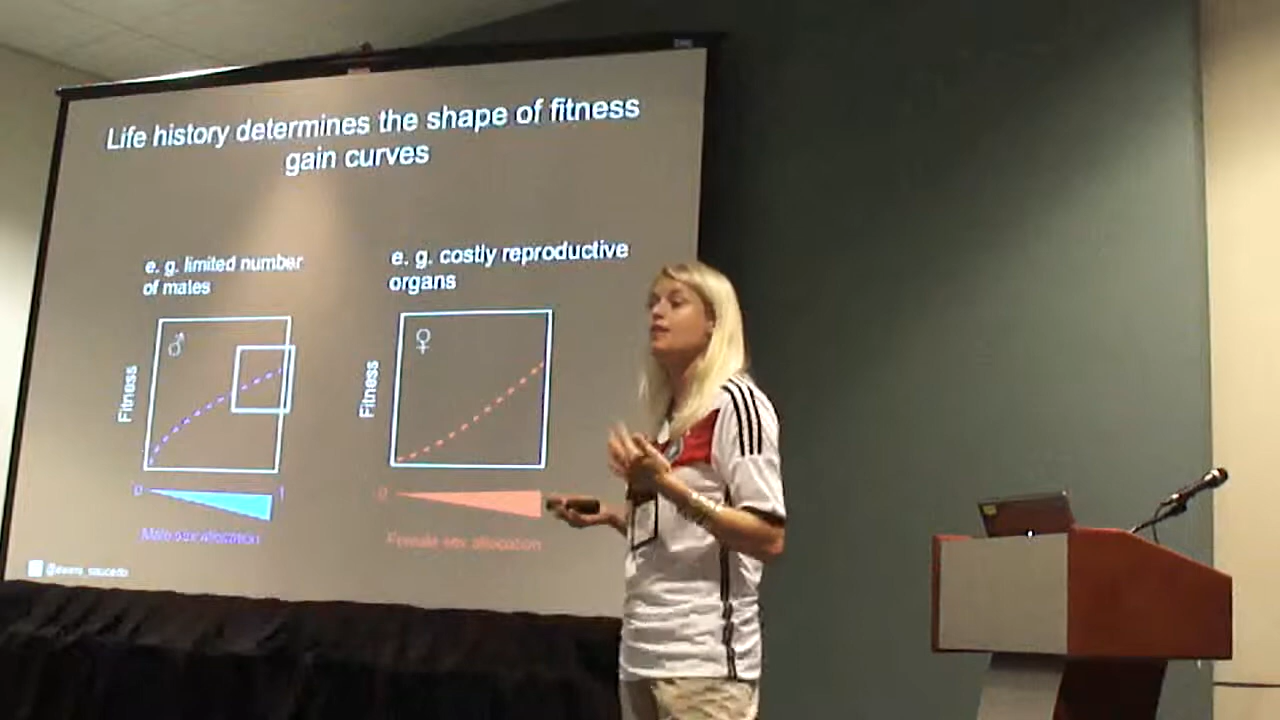 Life history determines the shape of fitness
gain curves
e. g. limited number
of males
e. g. costly reproductive
organs
♂
♀
Fitness
Fitness
0
1
0
Male sex allocation
Female sex allocation